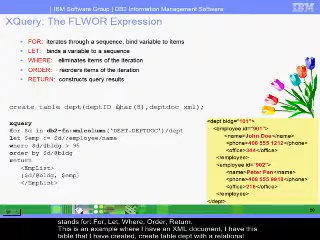 IBM Software Group | DB2 Information Management Software
IBM
XQuery: The FLWOR Expression
FOR: iterates through a sequence, bind variable to items
LET: binds a variable to a sequence
WHERE: eliminates items of the iteration
ORDER: reorders items of the iteration
RETURN: constructs query results
create table dept(deptID char(8),deptdoc xml);
xquery
for $d in db2-fn:xmlcolumn('DEPT.DEPTDOC')/dept
let $emp := $d//employee/name
where $d/@bldg > 95
order by $d/@bldg
return
<EmpList>
{$d/@bldg, $emp}
</EmpList>
<dept bldg="101">
<employee id="901">
<name>John Doe</name>
<phone>408 555 1212</phone>
<office>344</office>
</employee>
<employee id="902">
<name>Peter Pan</name>
<phone>408 555 9918</phone>
<office>216</office>
</employee>
</dept>
stands for: For, Let, Where, Order, Return.
This is an example where I have an XML document, I have this
table that I have created, create table dept with a relational